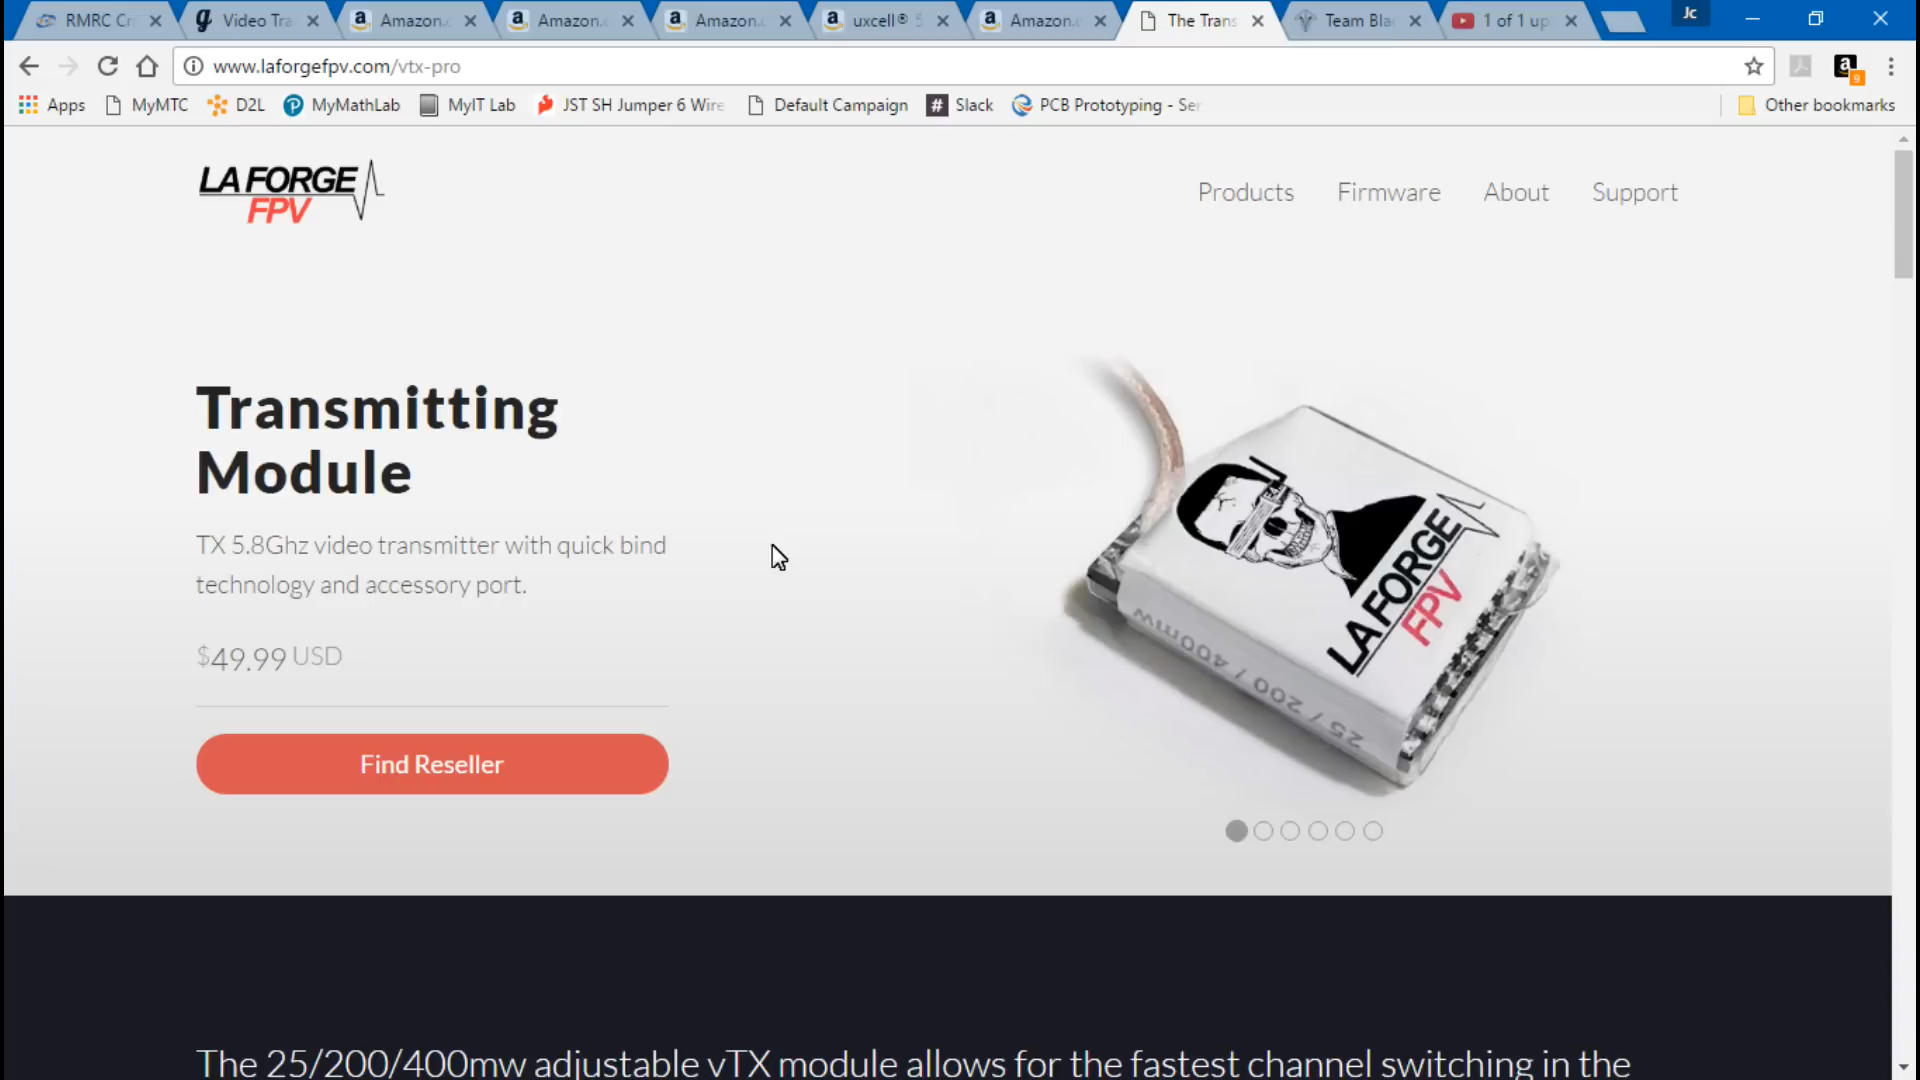 RMRC Cr
Video Tra
Amazon.
Amazon.
Amazon.
uxcell® 5
Amazon.
The Trans
Team Bla
1 of 1 up
Jc
www.laforgefpv.com/vtx-pro
a
9
Apps
MyMTC
D2L
MyMathLab
MyIT Lab
JST SH Jumper 6 Wire
Default Campaign
Slack
PCB Prototyping - Ser
Other bookmarks
LA FORGE
FPV
Products
Firmware
About
Support
Transmitting
Module
TX 5.8Ghz video transmitter with quick bind
technology and accessory port.
$49.99 USD
Find Reseller
LA FORGE
FPV
25 / 200 / 400mw
The 25/200/400mw adjustable vTX module allows for the fastest channel switching in the